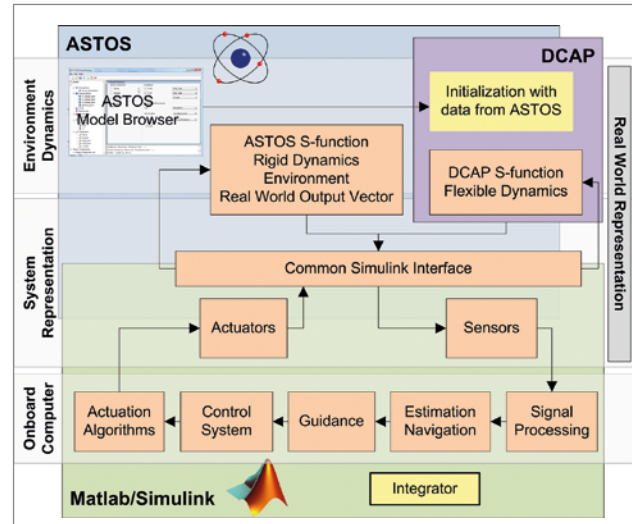 ASTOS
DCAP
Environment
Dynamics
ASTOS
Model Browser
Initialization with
data from ASTOS
ASTOS S-function
Rigid Dynamics
Environment
Real World Output Vector
DCAP S-function
Flexible Dynamics
Real World Representation
System
Representation
Common Simulink Interface
Actuators
Sensors
Onboard
Computer
Actuation
Algorithms
Control
System
Guidance
Estimation
Navigation
Signal
Processing
Matlab/Simulink
Integrator